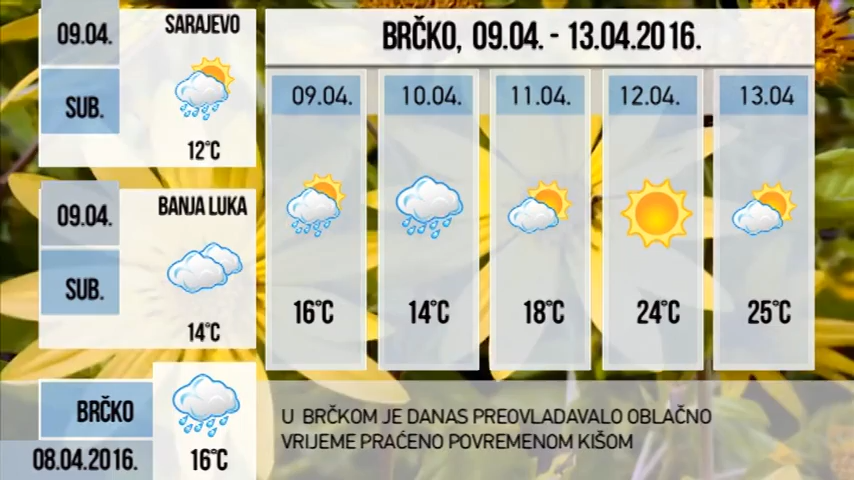 09.04.
SUB.
SARAJEVO
12°C
09.04.
SUB.
BANJA LUKA
14°C
BRČKO
08.04.2016.
16°C
BRČKO, 09.04. - 13.04.2016.
09.04. 10.04. 11.04. 12.04. 13.04
16°C 14°C 18°C 24°C 25°C
U BRČKOM JE DANAS PREOVLADAVALO OBLAČNO
VRIJEME PRAĆENO POVREMENOM KIŠOM